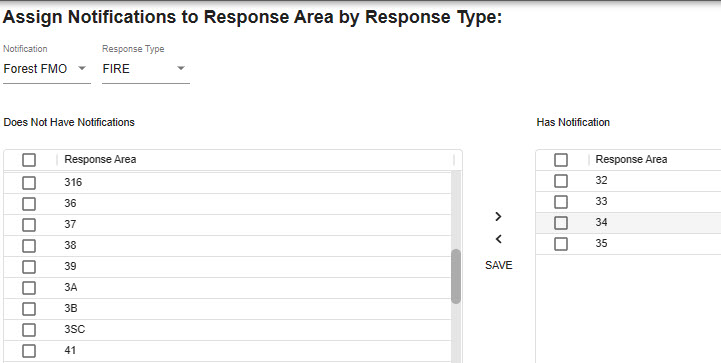 Assign Notifications to Response Area by Response Type:
Notification
Response Type
Forest FMO
FIRE
Does Not Have Notifications
Has Notification
Response Area
316
36
37
38
39
3A
3B
3SC
41
>
<
SAVE
Response Area
32
33
34
35